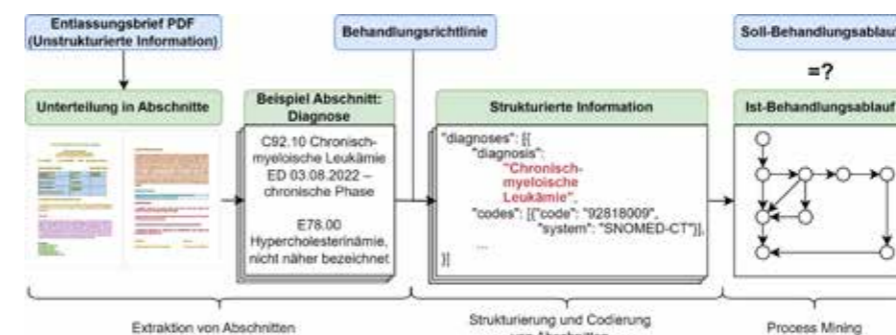 Entlassungsbrief PDF
(Unstrukturierte Information)
Behandlungsrichtlinie
Soll-Behandlungsablauf
=?
Unterteilung in Abschnitte
Beispiel Abschnitt:
Diagnose
Strukturierte Information
Ist-Behandlungsablauf
C92.10 Chronisch-
myeloische Leukämie
ED 03.08.2022 –
chronische Phase
E78.00
Hypercholesterinämie,
nicht näher bezeichnet
"diagnoses": [{
"diagnosis":
"Chronisch-
myeloische
Leukämie",
"codes": [{"code": "92818009",
"system": "SNOMED-CT"}],
...
}]
Extraktion von Abschnitten
Strukturierung und Codierung
von Abschnitten
Process Mining